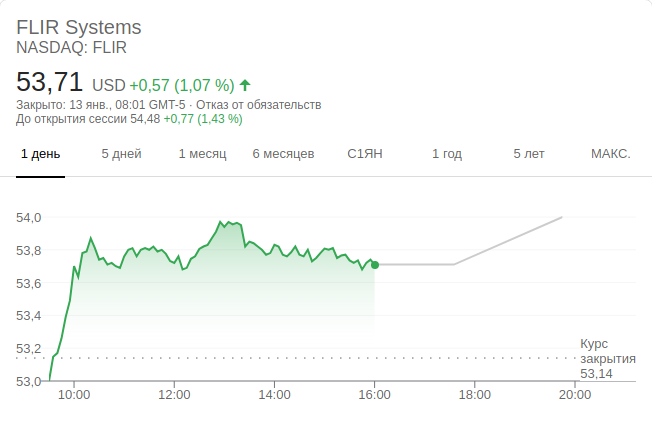 FLIR Systems
NASDAQ: FLIR
53,71 USD +0,57 (1,07 %)
Закрыто: 13 янв., 08:01 GMT-5 · Отказ от обязательств
До открытия сессии 54,48 +0,77 (1,43 %)
1 день 5 дней 1 месяц 6 месяцев С1ЯН 1 год 5 лет МАКС.
54,0
53,8
53,6
53,4
53,2
Курс
закрытия
53,14
53,0
10:00 12:00 14:00 16:00 18:00 20:00